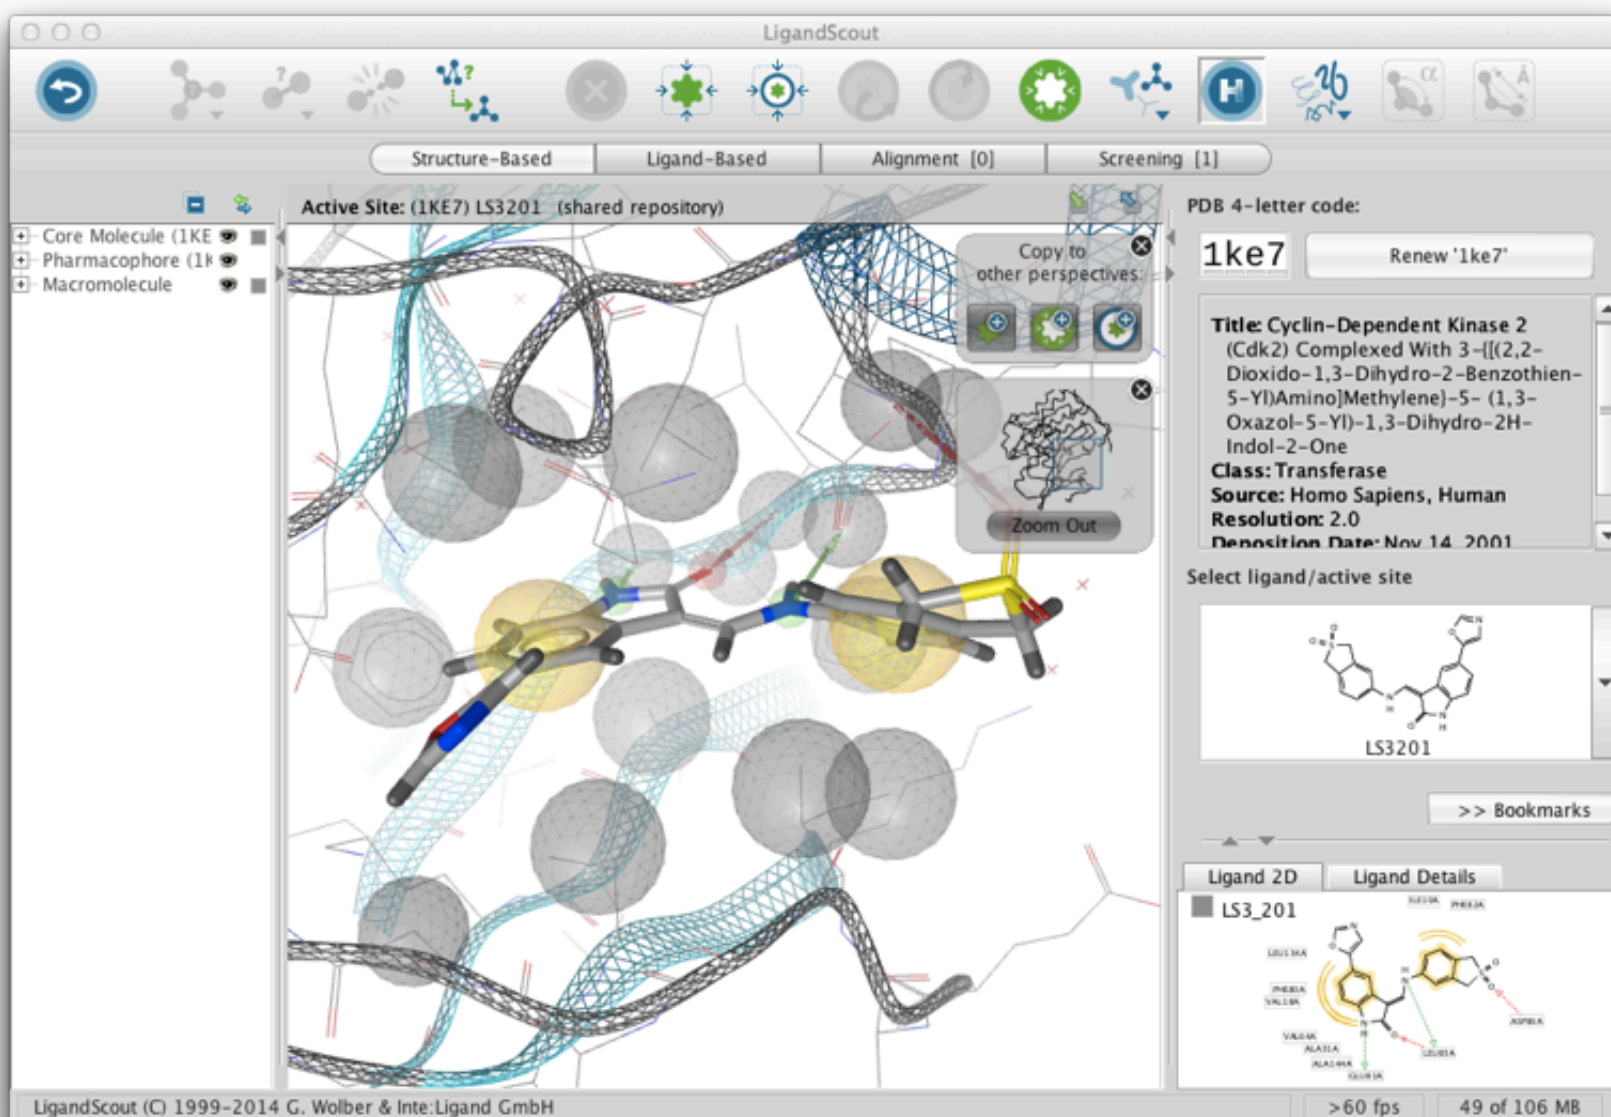 LigandScout
Structure-Based
Ligand-Based
Alignment [0]
Screening [1]
Active Site: (1KE7) LS3201 (shared repository)
Core Molecule (1KE
Pharmacophore (1K
Macromolecule
Copy to
other perspectives:
Zoom Out
PDB 4-letter code:
1ke7
Renew '1ke7'
Title: Cyclin-Dependent Kinase 2
(Cdk2) Complexed With 3-{[(2,2-
Dioxido-1,3-Dihydro-2-Benzothien-
5-Yl)Amino]Methylene}-5- (1,3-
Oxazol-5-Yl)-1,3-Dihydro-2H-
Indol-2-One
Class: Transferase
Source: Homo Sapiens, Human
Resolution: 2.0
Deposition Date: Nov 14, 2001
Select ligand/active site
LS3201
>> Bookmarks
Ligand 2D
Ligand Details
LS3_201
LigandScout (C) 1999-2014 G. Wolber & Inte:Ligand GmbH
>60 fps
49 of 106 MB